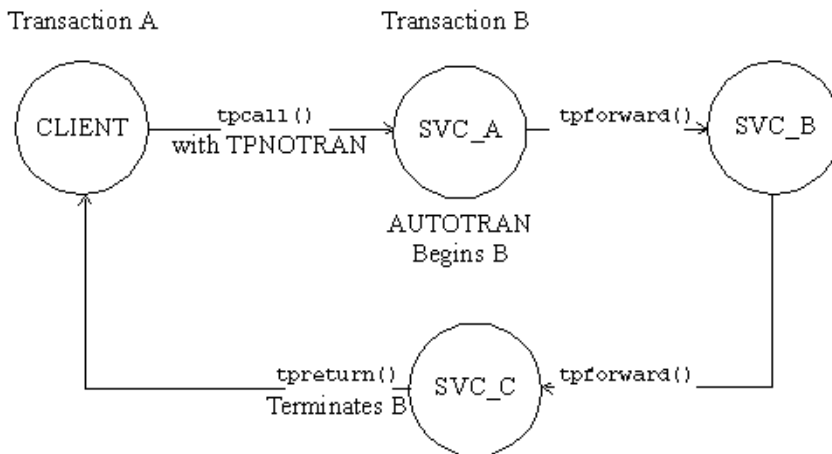 Transaction A
Transaction B
CLIENT
tpcall()
with TPNOTRAN
SVC_A
tpforward()
SVC_B
AUTOTRAN
Begins B
tpreturn()
Terminates B
SVC_C
tpforward()